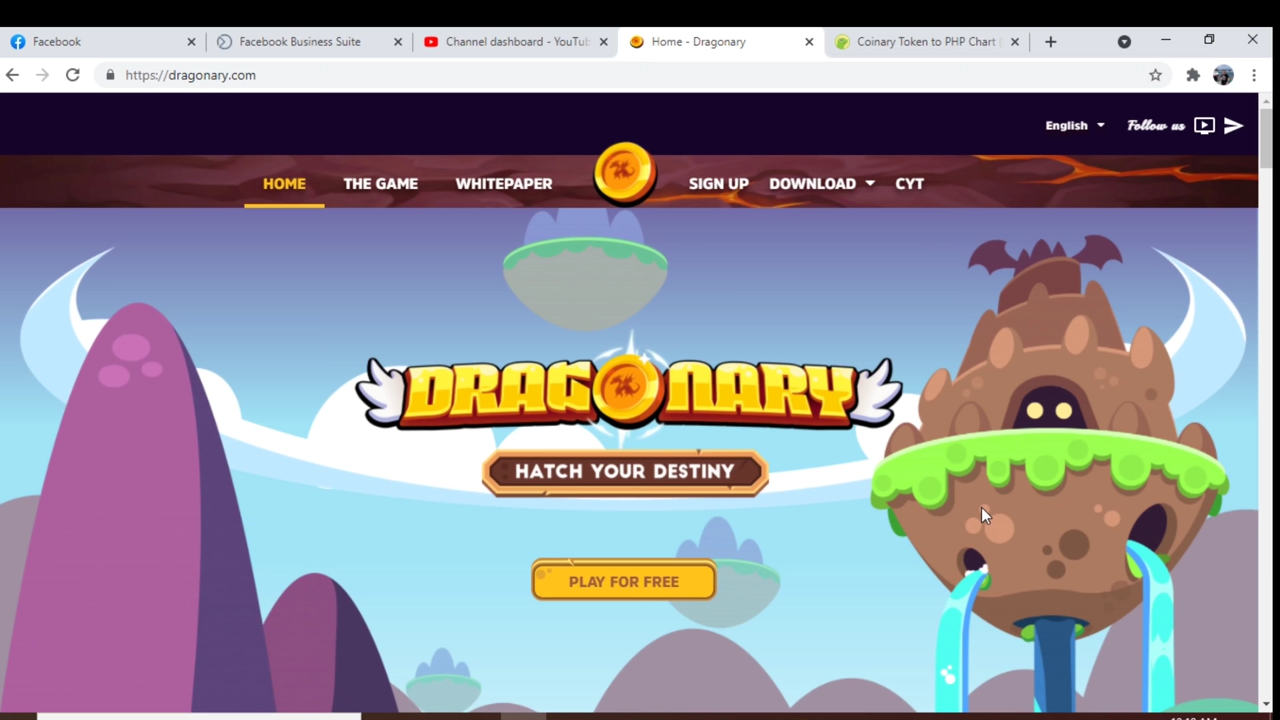 Facebook
Facebook Business Suite
Channel dashboard - YouTub
Home - Dragonary
Coinary Token to PHP Chart
https://dragonary.com
English
Follow us
HOME
THE GAME
WHITEPAPER
SIGN UP
DOWNLOAD
CYT
DRAGONARY
HATCH YOUR DESTINY
PLAY FOR FREE